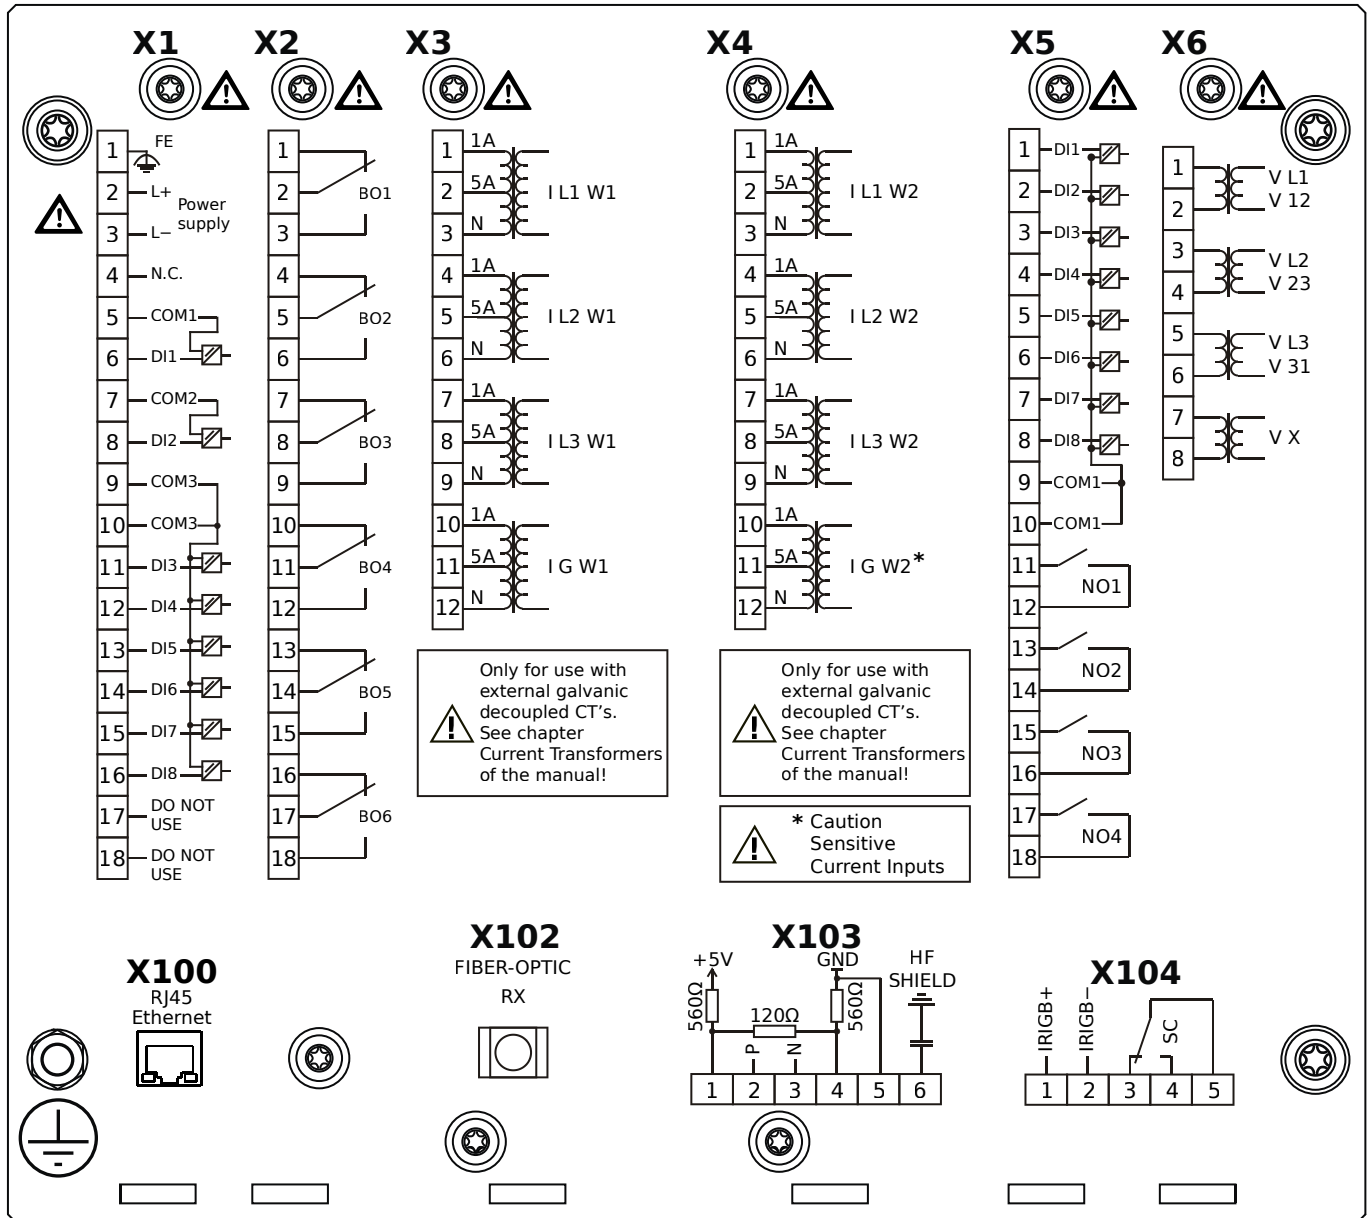 X1
X2
X3
X4
X5
X6
1 FE
2 L+ Power
supply
3 L−
4 N.C.
5 COM1
6 DI1
7 COM2
8 DI2
9 COM3
10 COM3
11 DI3
12 DI4
13 DI5
14 DI6
15 DI7
16 DI8
17 DO NOT
USE
18 DO NOT
USE
1
2 BO1
3
4
5 BO2
6
7
8 BO3
9
10
11 BO4
12
13
14 BO5
15
16
17 BO6
18
1 1A
2 5A I L1 W1
3 N
4 1A
5 5A I L2 W1
6 N
7 1A
8 5A I L3 W1
9 N
10 1A
11 5A I G W1
12 N
Only for use with
external galvanic
decoupled CT's.
See chapter
Current Transformers
of the manual!
1 1A
2 5A I L1 W2
3 N
4 1A
5 5A I L2 W2
6 N
7 1A
8 5A I L3 W2
9 N
10 1A
11 5A I G W2*
12 N
Only for use with
external galvanic
decoupled CT's.
See chapter
Current Transformers
of the manual!
* Caution
Sensitive
Current Inputs
1 DI1
2 DI2
3 DI3
4 DI4
5 DI5
6 DI6
7 DI7
8 DI8
9 COM1
10 COM1
11
NO1
12
13
NO2
14
15
NO3
16
17
NO4
18
1 V L1
2 V 12
3 V L2
4 V 23
5 V L3
6 V 31
7
V X
8
X100
RJ45
Ethernet
X102
FIBER-OPTIC
RX
X103
+5V GND HF
SHIELD
560Ω 120Ω 560Ω
P N
1 2 3 4 5 6
X104
IRIGB+ IRIGB− SC
1 2 3 4 5